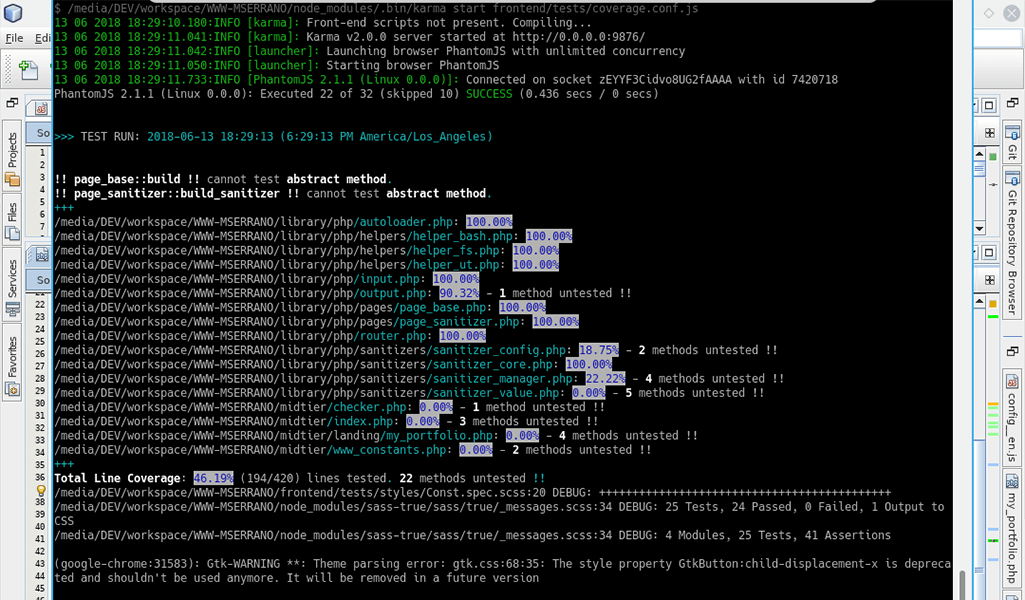 $ /media/DEV/workspace/WWW-MSERRANO/node_modules/.bin/karma start frontend/tests/coverage.conf.js
13 06 2018 18:29:10.180:INFO [karma]: Front-end scripts not present. Compiling...
13 06 2018 18:29:11.041:INFO [karma]: Karma v2.0.0 server started at http://0.0.0.0:9876/
13 06 2018 18:29:11.042:INFO [launcher]: Launching browser PhantomJS with unlimited concurrency
13 06 2018 18:29:11.050:INFO [launcher]: Starting browser PhantomJS
13 06 2018 18:29:11.733:INFO [PhantomJS 2.1.1 (Linux 0.0.0)]: Connected on socket zEYYF3Cidvo8UG2fAAAA with id 7420718
PhantomJS 2.1.1 (Linux 0.0.0): Executed 22 of 32 (skipped 10) SUCCESS (0.436 secs / 0 secs)
>>> TEST RUN: 2018-06-13 18:29:13 (6:29:13 PM America/Los_Angeles)
!! page_base::build !! cannot test abstract method.
!! page_sanitizer::build_sanitizer !! cannot test abstract method.
+++
/media/DEV/workspace/WWW-MSERRANO/library/php/autoloader.php: 100.00%
/media/DEV/workspace/WWW-MSERRANO/library/php/helpers/helper_bash.php: 100.00%
/media/DEV/workspace/WWW-MSERRANO/library/php/helpers/helper_fs.php: 100.00%
/media/DEV/workspace/WWW-MSERRANO/library/php/helpers/helper_ut.php: 100.00%
/media/DEV/workspace/WWW-MSERRANO/library/php/input.php: 100.00%
/media/DEV/workspace/WWW-MSERRANO/library/php/output.php: 90.32% - 1 method untested !!
/media/DEV/workspace/WWW-MSERRANO/library/php/pages/page_base.php: 100.00%
/media/DEV/workspace/WWW-MSERRANO/library/php/pages/page_sanitizer.php: 100.00%
/media/DEV/workspace/WWW-MSERRANO/library/php/router.php: 100.00%
/media/DEV/workspace/WWW-MSERRANO/library/php/sanitizers/sanitizer_config.php: 18.75% - 2 methods untested !!
/media/DEV/workspace/WWW-MSERRANO/library/php/sanitizers/sanitizer_core.php: 100.00%
/media/DEV/workspace/WWW-MSERRANO/library/php/sanitizers/sanitizer_manager.php: 22.22% - 4 methods untested !!
/media/DEV/workspace/WWW-MSERRANO/library/php/sanitizers/sanitizer_value.php: 0.00% - 5 methods untested !!
/media/DEV/workspace/WWW-MSERRANO/midtier/checker.php: 0.00% - 1 method untested !!
/media/DEV/workspace/WWW-MSERRANO/midtier/index.php: 0.00% - 3 methods untested !!
/media/DEV/workspace/WWW-MSERRANO/midtier/landing/my_portfolio.php: 0.00% - 4 methods untested !!
/media/DEV/workspace/WWW-MSERRANO/midtier/www_constants.php: 0.00% - 2 methods untested !!
+++
Total Line Coverage: 46.19% (194/420) lines tested. 22 methods untested !!
/media/DEV/workspace/WWW-MSERRANO/frontend/tests/styles/Const.spec.scss:20 DEBUG: ++++++++++++++++++++++++++++++++++++++++++++
/media/DEV/workspace/WWW-MSERRANO/node_modules/sass-true/sass/true/_messages.scss:34 DEBUG: 25 Tests, 24 Passed, 0 Failed, 1 Output to
CSS
/media/DEV/workspace/WWW-MSERRANO/node_modules/sass-true/sass/true/_messages.scss:34 DEBUG: 4 Modules, 25 Tests, 41 Assertions
(google-chrome:31583): Gtk-WARNING **: Theme parsing error: gtk.css:68:35: The style property GtkButton:child-displacement-x is depreca
ted and shouldn't be used anymore. It will be removed in a future version
File Edi
Projects
Files
Services
Favorites
So
1
2
3
4
5
6
7
So
22
23
24
25
26
27
28
29
30
31
32
33
34
35
36
38
39
40
41
42
43
44
45
Git
Git Repository Browser
config__en.js
my_portfolio.php